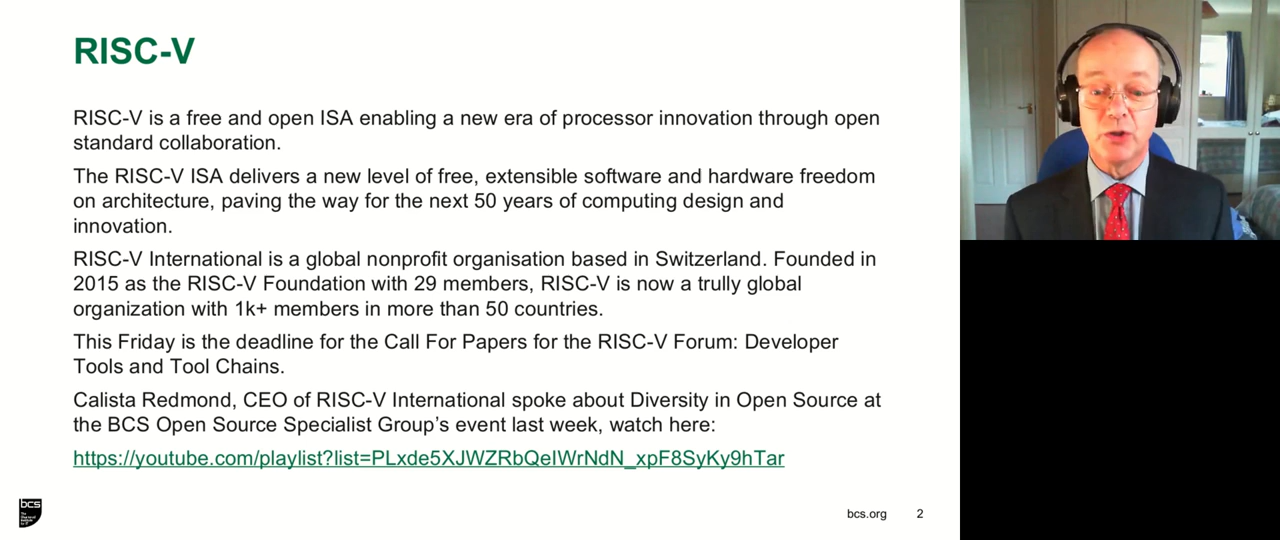 RISC-V
RISC-V is a free and open ISA enabling a new era of processor innovation through open
standard collaboration.
The RISC-V ISA delivers a new level of free, extensible software and hardware freedom
on architecture, paving the way for the next 50 years of computing design and
innovation.
RISC-V International is a global nonprofit organisation based in Switzerland. Founded in
2015 as the RISC-V Foundation with 29 members, RISC-V is now a trully global
organization with 1k+ members in more than 50 countries.
This Friday is the deadline for the Call For Papers for the RISC-V Forum: Developer
Tools and Tool Chains.
Calista Redmond, CEO of RISC-V International spoke about Diversity in Open Source at
the BCS Open Source Specialist Group’s event last week, watch here:
https://youtube.com/playlist?list=PLxde5XJWZRbQeIWrNdN_xpF8SyKy9hTar
bcs
bcs.org 2